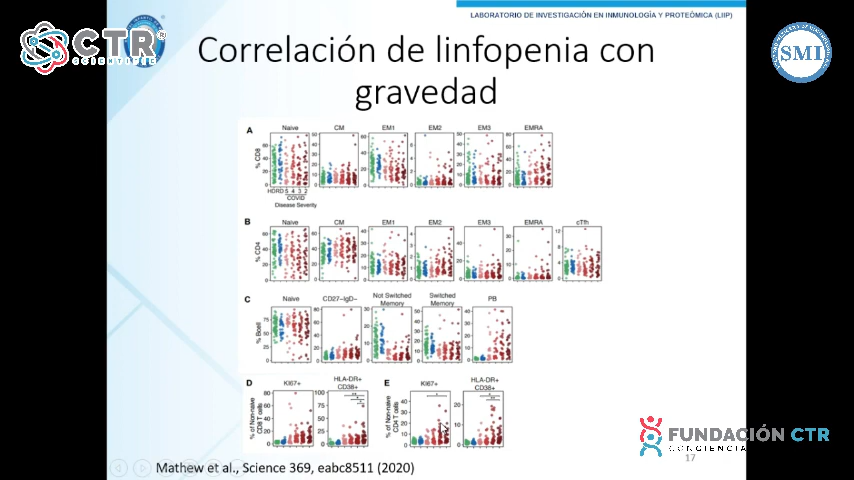 LABORATORIO DE INVESTIGACIÓN EN INMUNOLOGÍA Y PROTEÓMICA (LIIP)
CTR
SCIENTIFIC
SMI
Correlación de linfopenia con
gravedad
A
Naive
CM
EM1
EM2
EM3
EMRA
% CD8
HD RD 5 4 3 2
COVID
Disease Severity
B
Naive
CM
EM1
EM2
EM3
EMRA
cTfh
% CD4
C
Naive
CD27-IgD-
Not Switched
Memory
Switched
Memory
PB
% Bcell
D
KI67+
HLA-DR+
CD38+
% of Non-naive
CD8 T cells
E
KI67+
HLA-DR+
CD38+
% of Non-naive
CD4 T cells
FUNDACIÓN CTR
CONCIENCIA
17
Mathew et al., Science 369, eabc8511 (2020)